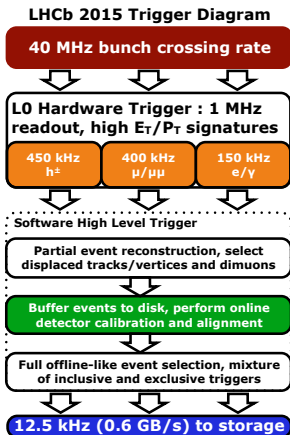 LHCb 2015 Trigger Diagram
40 MHz bunch crossing rate
L0 Hardware Trigger : 1 MHz
readout, high ET/PT signatures
450 kHz
h±
400 kHz
μ/μμ
150 kHz
e/γ
Software High Level Trigger
Partial event reconstruction, select
displaced tracks/vertices and dimuons
Buffer events to disk, perform online
detector calibration and alignment
Full offline-like event selection, mixture
of inclusive and exclusive triggers
12.5 kHz (0.6 GB/s) to storage